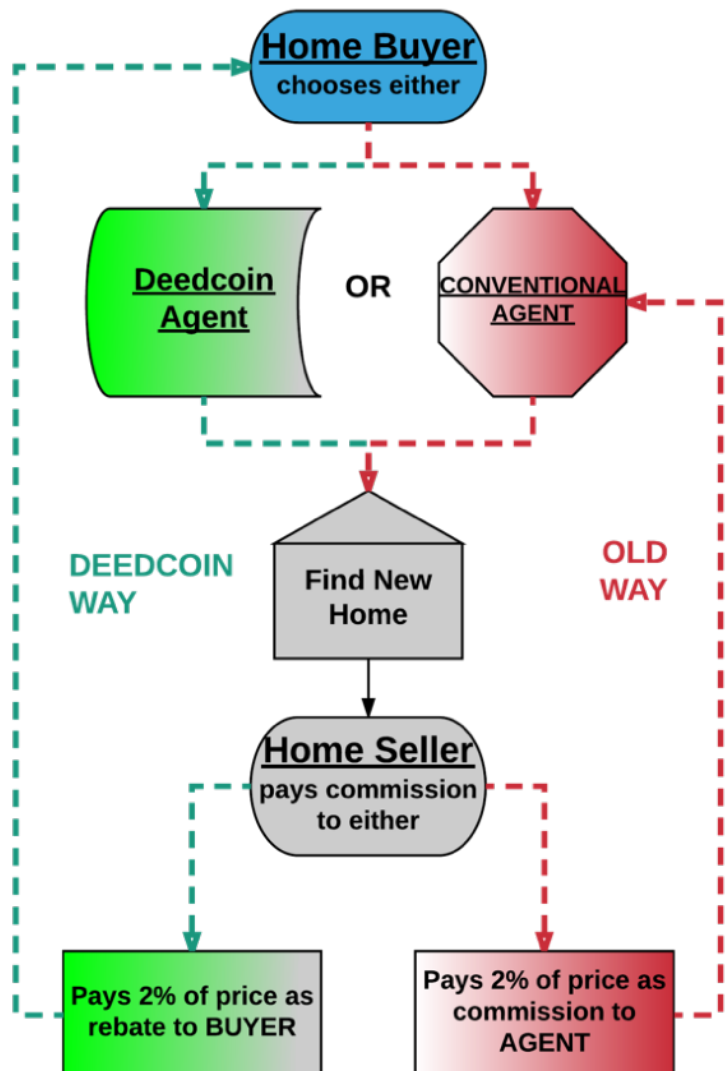 Home Buyer
chooses either
Deedcoin
Agent
OR
CONVENTIONAL
AGENT
DEEDCOIN
WAY
Find New
Home
OLD
WAY
Home Seller
pays commission
to either
Pays 2% of price as
rebate to BUYER
Pays 2% of price as
commission to
AGENT